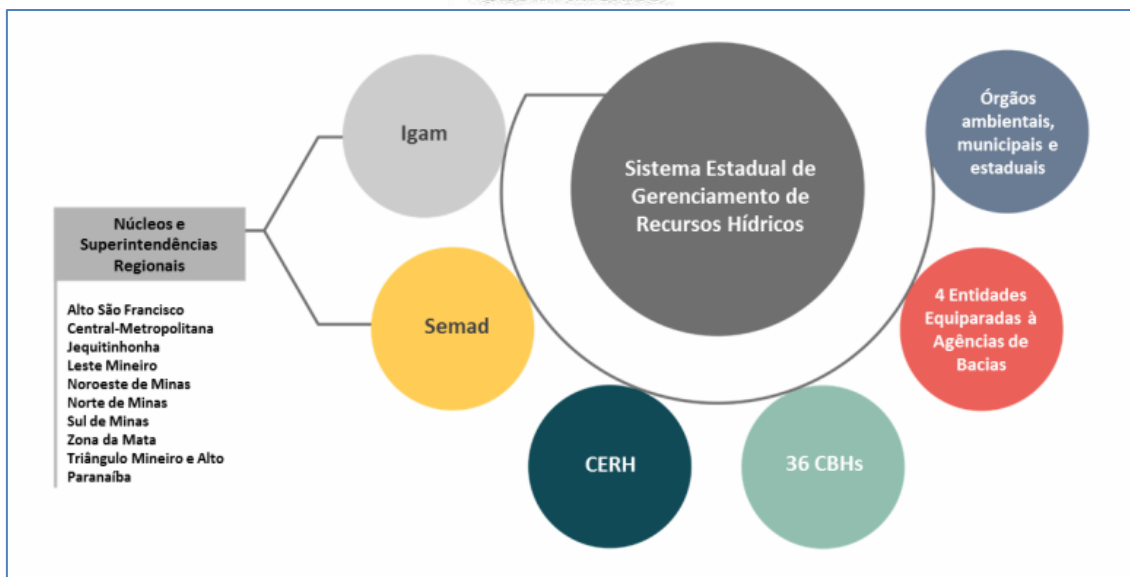 Igam
Semad
CERH
36 CBHs
4 Entidades
Equiparadas à
Agências de
Bacias
Órgãos
ambientais,
municipais e
estaduais
Sistema Estadual de
Gerenciamento de
Recursos Hídricos
Núcleos e
Superintendências
Regionais
Alto São Francisco
Central-Metropolitana
Jequitinhonha
Leste Mineiro
Noroeste de Minas
Norte de Minas
Sul de Minas
Zona da Mata
Triângulo Mineiro e Alto
Paranaíba